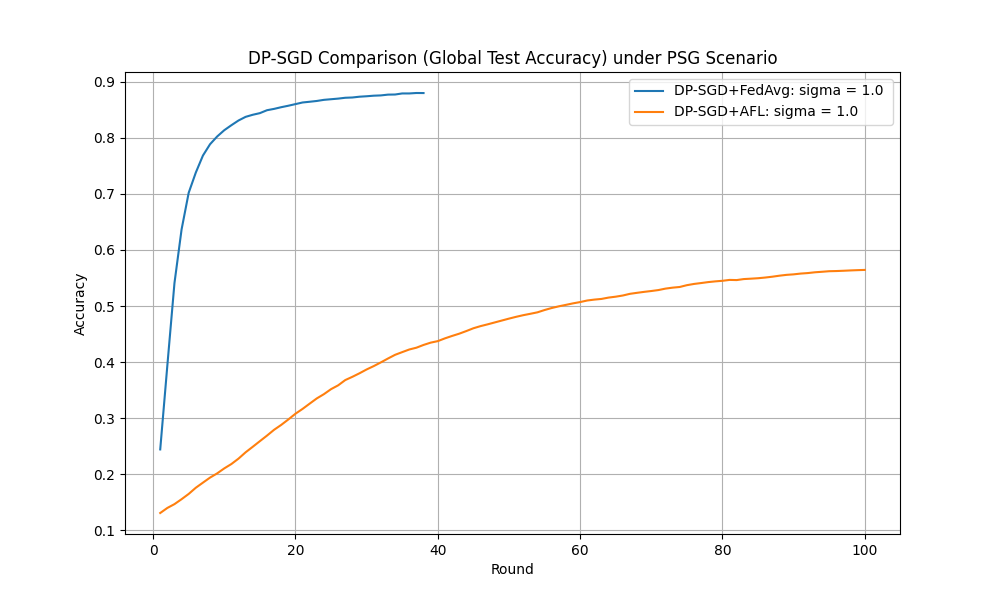 DP-SGD Comparison (Global Test Accuracy) under PSG Scenario
DP-SGD+FedAvg: sigma = 1.0
DP-SGD+AFL: sigma = 1.0
Accuracy
0.9
0.8
0.7
0.6
0.5
0.4
0.3
0.2
0.1
0 20 40 60 80 100
Round